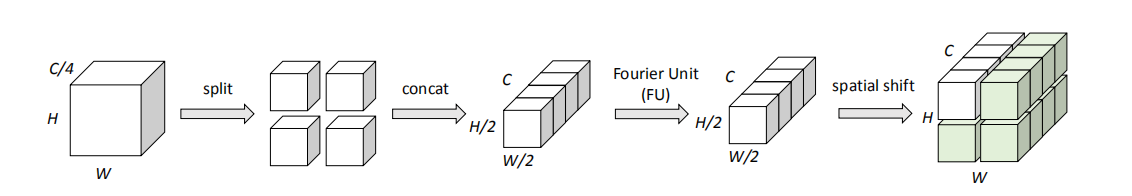 C/4
H
W
split
concat
C
H/2
W/2
Fourier Unit
(FU)
C
H/2
W/2
spatial shift
C
H
W